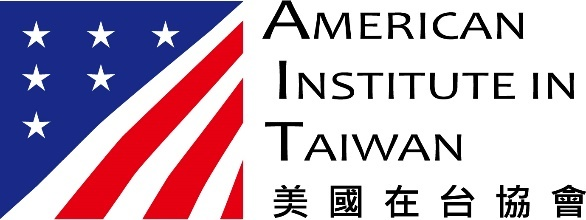 AMERICAN
INSTITUTE IN
TAIWAN
美國在台協會